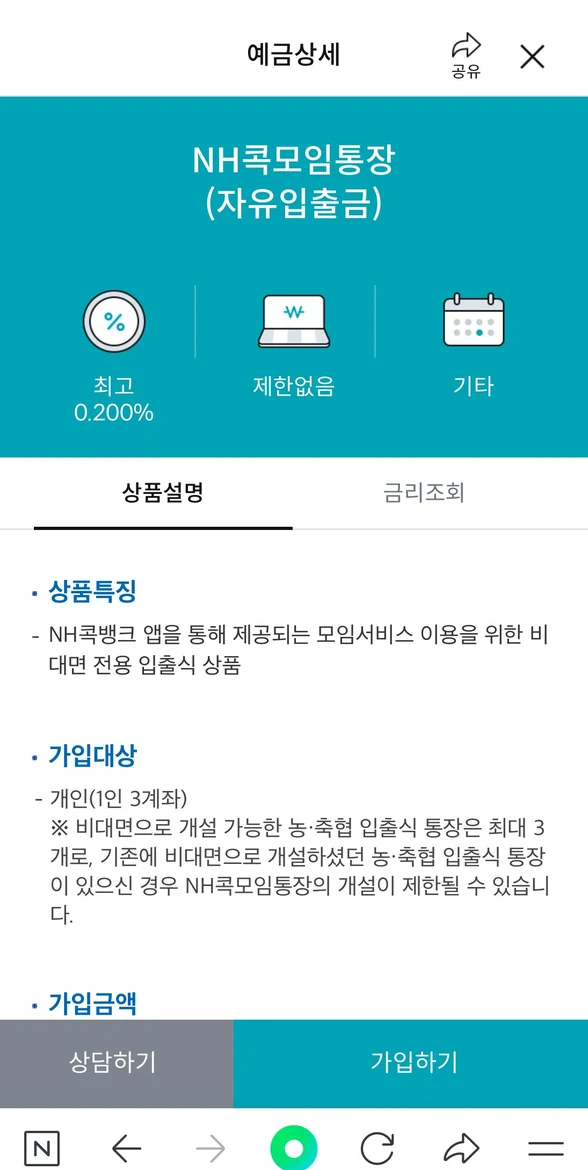 예금상세
공유
NH콕모임통장
(자유입출금)
%
W
최고
0.200%
제한없음
기타
상품설명
금리조회
· 상품특징
- NH콕뱅크 앱을 통해 제공되는 모임서비스 이용을 위한 비
대면 전용 입출식 상품
· 가입대상
- 개인(1인 3계좌)
※ 비대면으로 개설 가능한 농·축협 입출식 통장은 최대 3
개로, 기존에 비대면으로 개설하셨던 농·축협 입출식 통장
이 있으신 경우 NH콕모임통장의 개설이 제한될 수 있습니
다.
· 가입금액
상담하기
가입하기
N